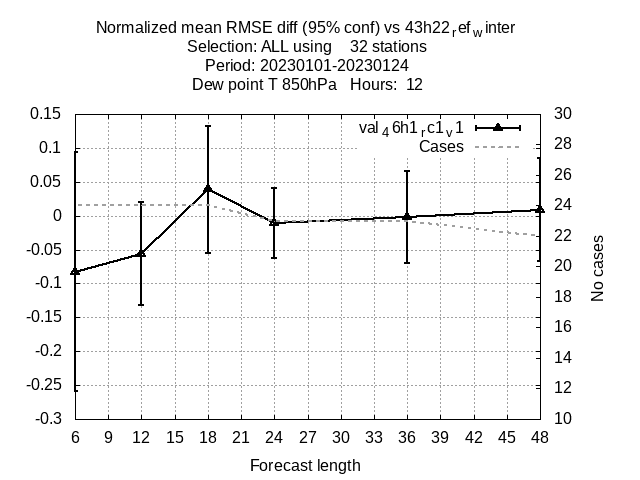 Normalized mean RMSE diff (95% conf) vs 43h22refwinter
Selection: ALL using 32 stations
Period: 20230101-20230124
Dew point T 850hPa Hours: 12
val46h1rc1v1
Cases
0.15
0.1
0.05
0
-0.05
-0.1
-0.15
-0.2
-0.25
-0.3
30
28
26
24
22
20
18
16
14
12
10
No cases
6 9 12 15 18 21 24 27 30 33 36 39 42 45 48
Forecast length